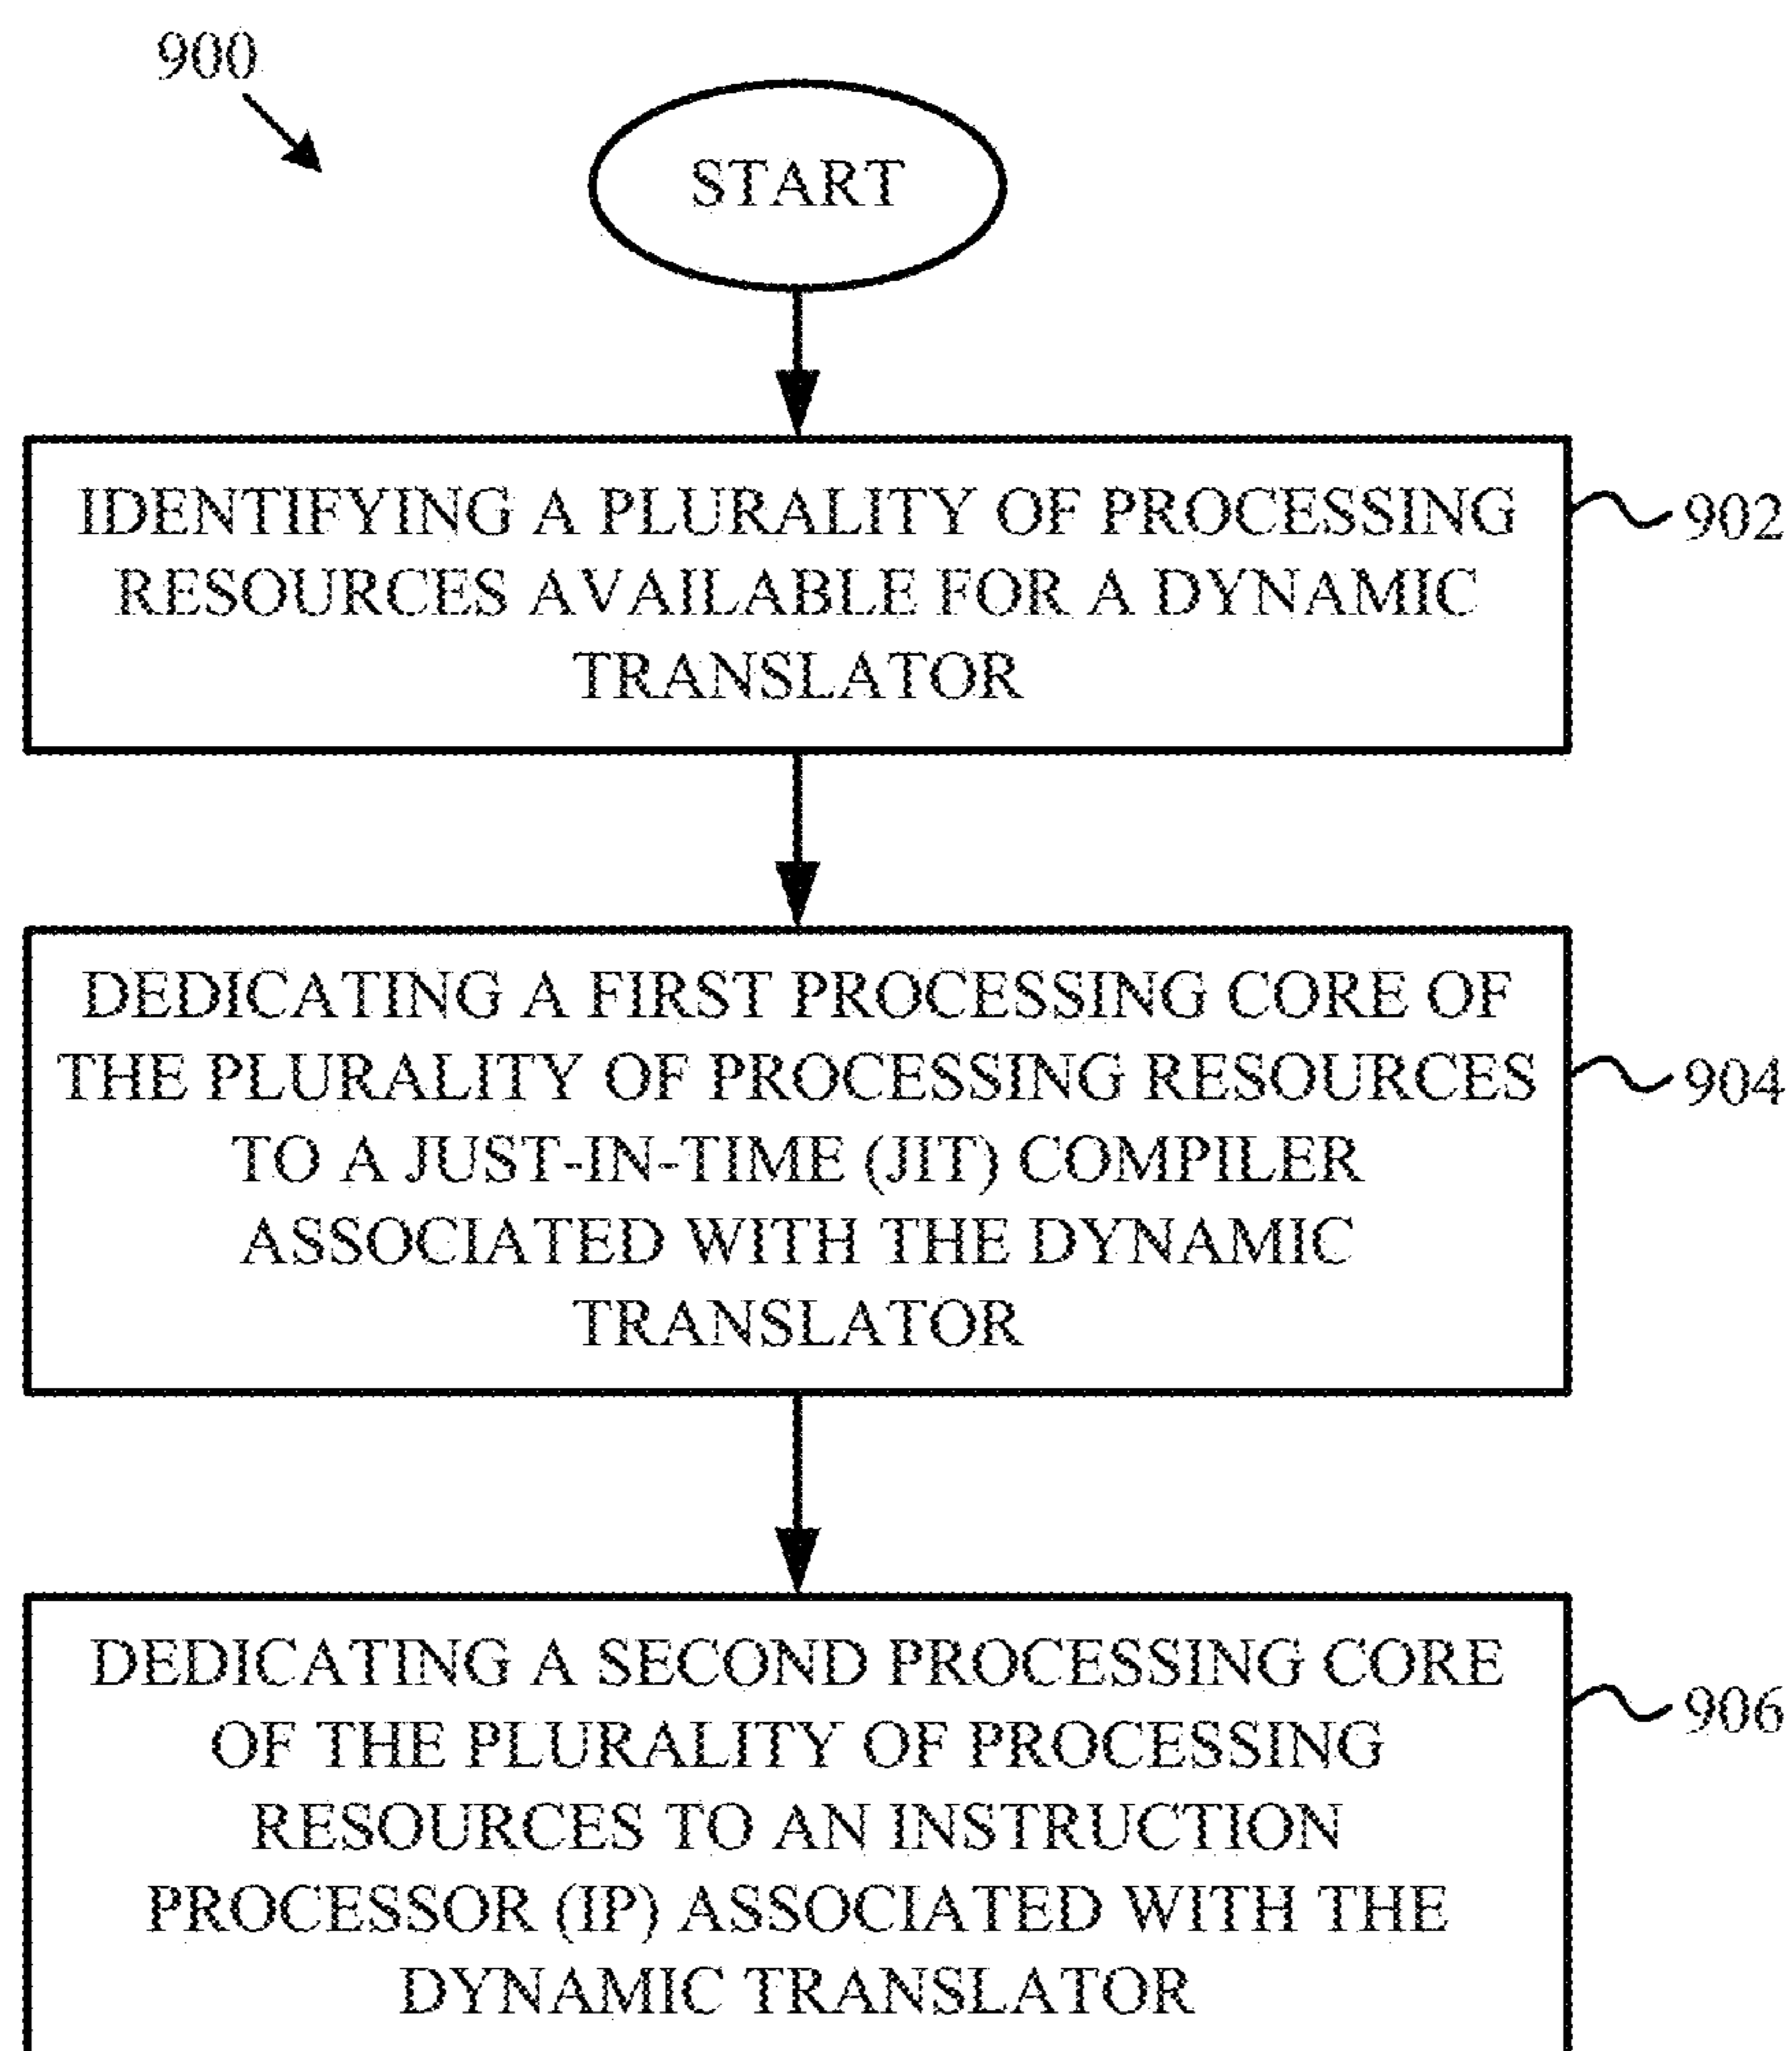 900
START
IDENTIFYING A PLURALITY OF PROCESSING
RESOURCES AVAILABLE FOR A DYNAMIC
TRANSLATOR
902
DEDICATING A FIRST PROCESSING CORE OF
THE PLURALITY OF PROCESSING RESOURCES
TO A JUST-IN-TIME (JIT) COMPILER
ASSOCIATED WITH THE DYNAMIC
TRANSLATOR
904
DEDICATING A SECOND PROCESSING CORE
OF THE PLURALITY OF PROCESSING
RESOURCES TO AN INSTRUCTION
PROCESSOR (IP) ASSOCIATED WITH THE
DYNAMIC TRANSLATOR
906